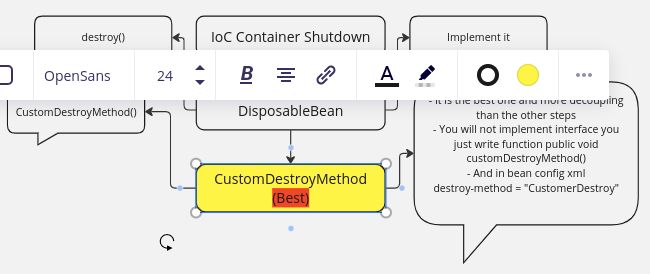 destroy()
IoC Container Shutdown
Implement it
OpenSans
24
B
A
CustomDestroyMethod()
DisposableBean
- It is the best one and more decoupling
than the other steps
- You will not implement interface you
just write function public void
customDestroyMethod()
- And in bean config xml
destroy-method = "CustomerDestroy"
CustomDestroyMethod
(Best)